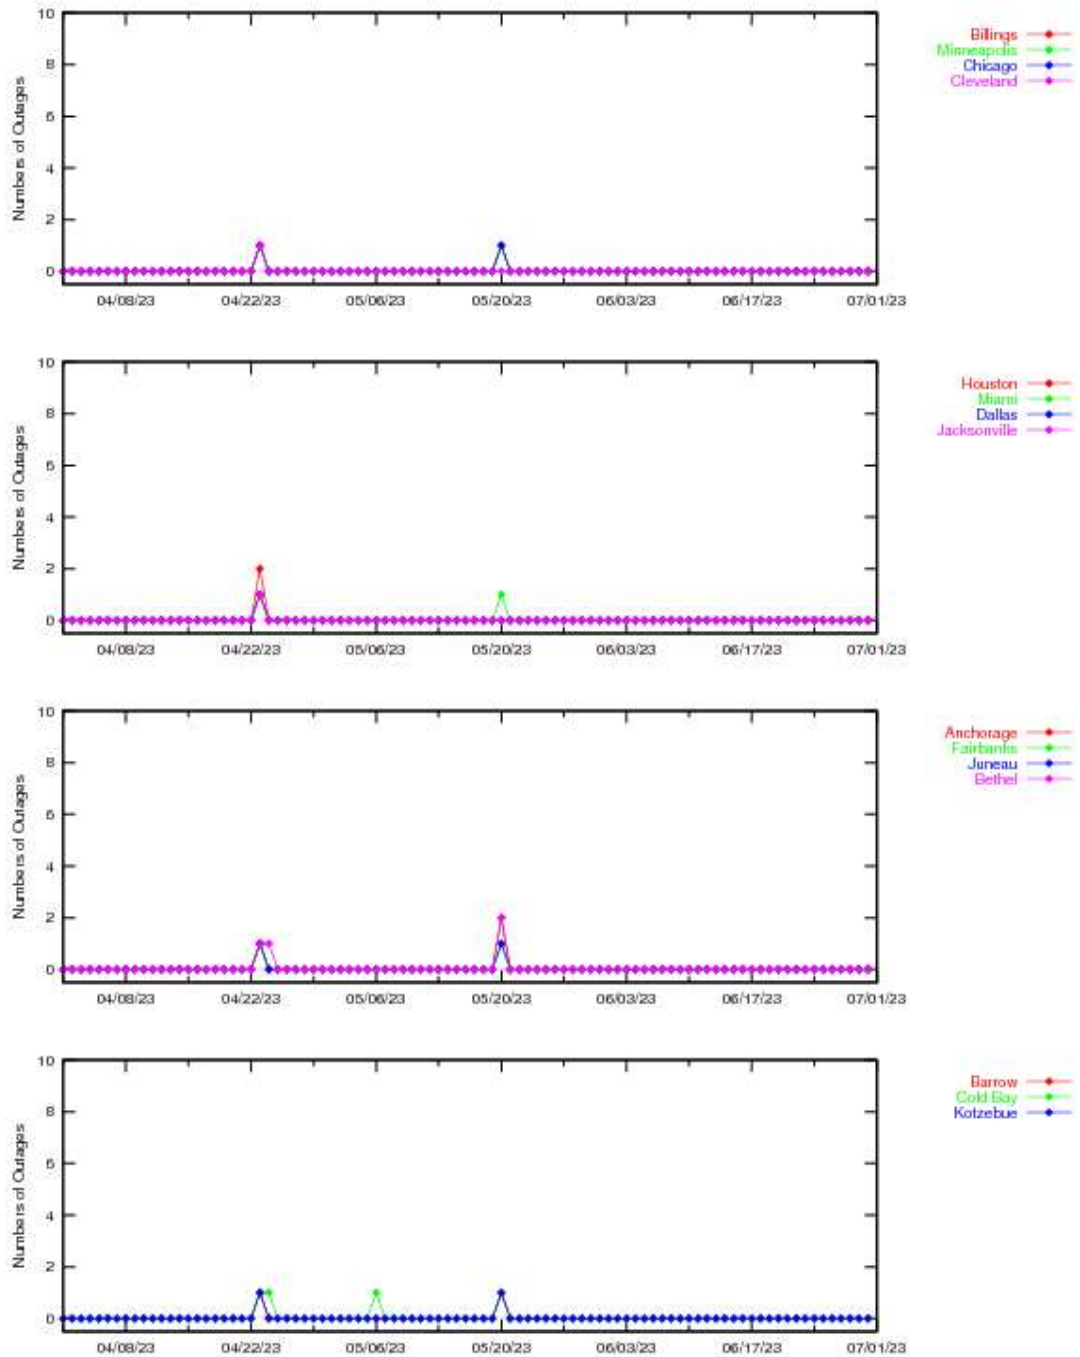 10
8
6
4
2
0
Numbers of Outages
04/08/23 04/22/23 05/06/23 05/20/23 06/03/23 06/17/23 07/01/23
Billings
Minneapolis
Chicago
Cleveland
10
8
6
4
2
0
Numbers of Outages
04/08/23 04/22/23 05/06/23 05/20/23 06/03/23 06/17/23 07/01/23
Houston
Miami
Dallas
Jacksonville
10
8
6
4
2
0
Numbers of Outages
04/08/23 04/22/23 05/06/23 05/20/23 06/03/23 06/17/23 07/01/23
Anchorage
Fairbanks
Juneau
Bethel
10
8
6
4
2
0
Numbers of Outages
04/08/23 04/22/23 05/06/23 05/20/23 06/03/23 06/17/23 07/01/23
Barrow
Cold Bay
Kotzebue